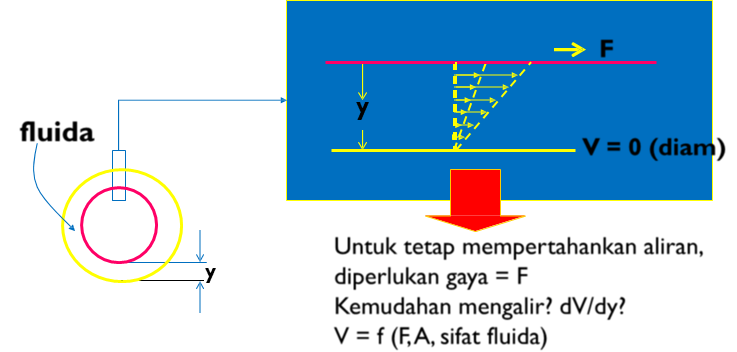 fluida
y
F
y
V = 0 (diam)
Untuk tetap mempertahankan aliran,
diperlukan gaya = F
Kemudahan mengalir? dV/dy?
V = f (F, A, sifat fluida)